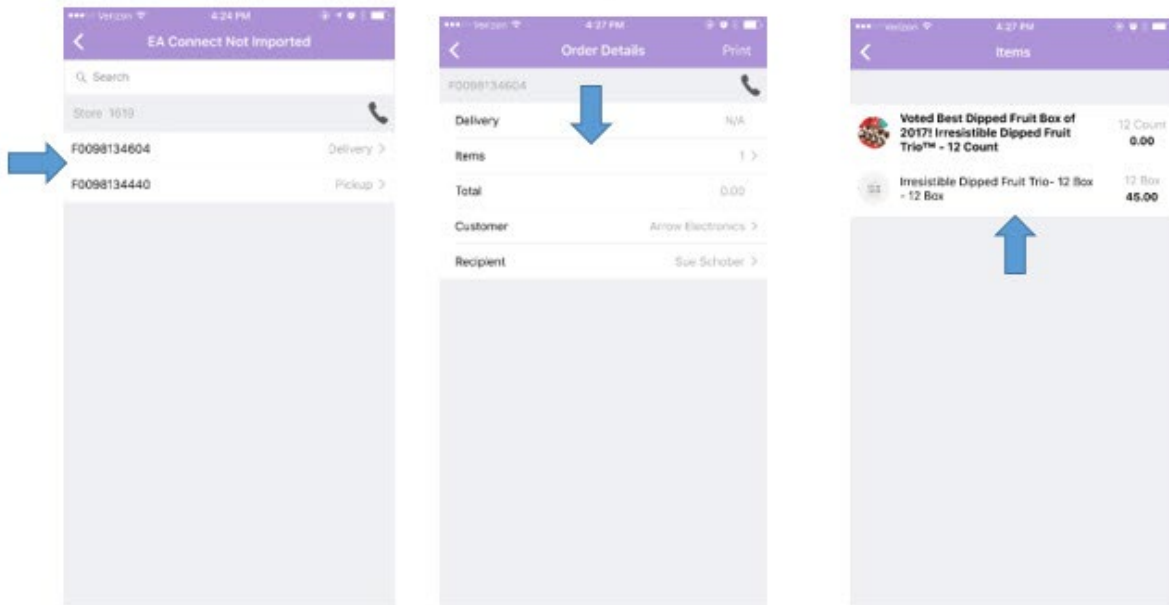 Verizon 4:24 PM
EA Connect Not Imported
Search
Store 1619
F0098134604 Delivery >
F0098134440 Pickup >
Verizon 4:27 PM
Order Details Print
F0098134604
Delivery N/A
Items 1 >
Total 0.00
Customer Arrow Electronics >
Recipient Sue Schober >
Verizon 4:27 PM
Items
Voted Best Dipped Fruit Box of 12 Count
2017! Irresistible Dipped Fruit 0.00
Trio™ - 12 Count
Irresistible Dipped Fruit Trio- 12 Box 12 Box
- 12 Box 45.00